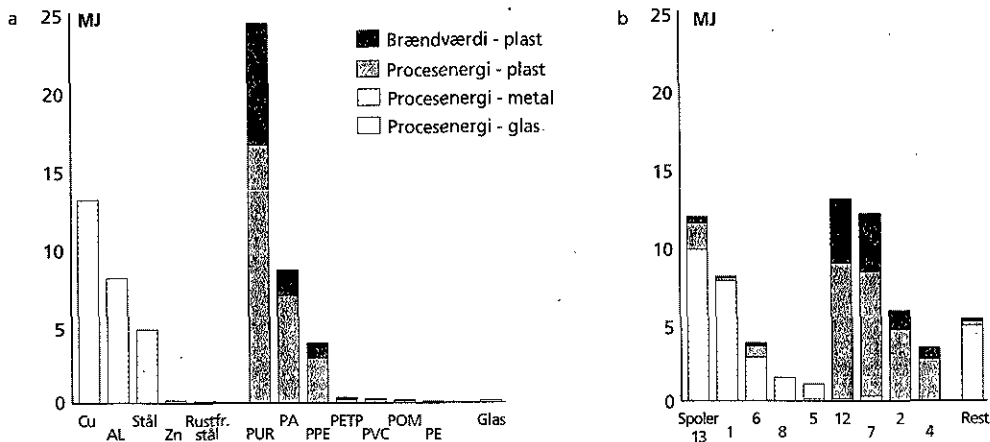 a
MJ
25
20
15
10
5
0
Brændværdi - plast
Procesenergi - plast
Procesenergi - metal
Procesenergi - glas
Cu
AL
Stål
Zn
Rustfr. stål
PUR
PA
PPE
PETP
PVC
POM
PE
Glas
b
MJ
25
20
15
10
5
0
Spoler 13
1
6
8
5
12
7
2
4
Rest